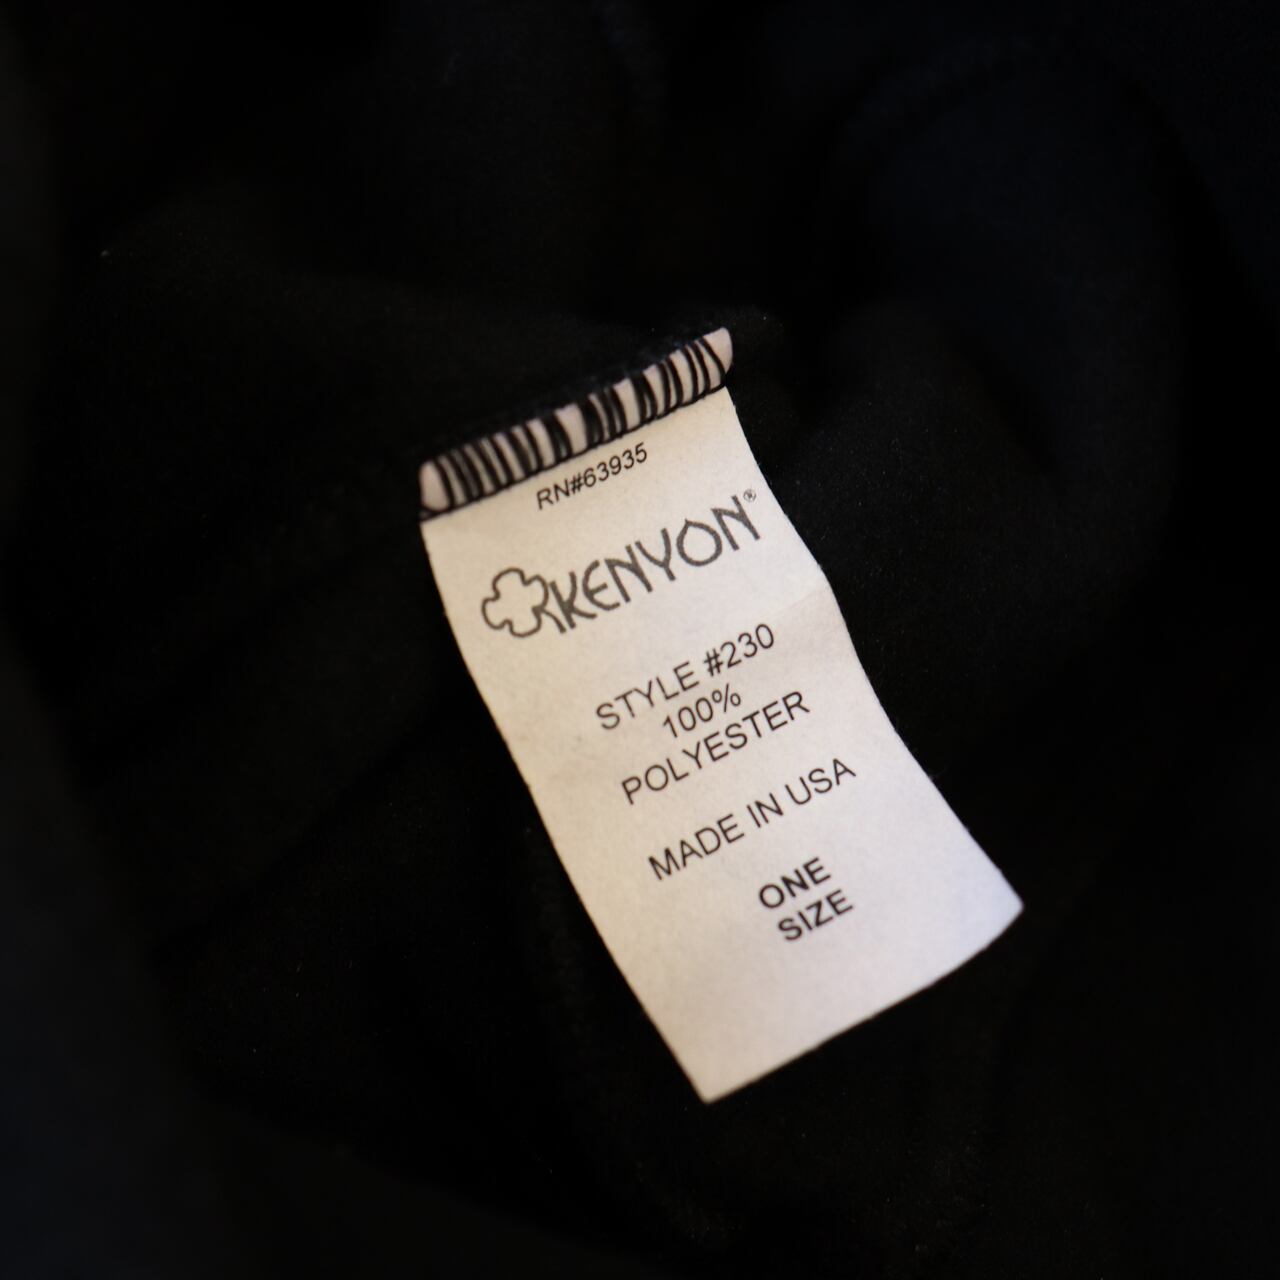 RN#63935
KENYON®
STYLE #230
100%
POLYESTER
MADE IN USA
ONE
SIZE